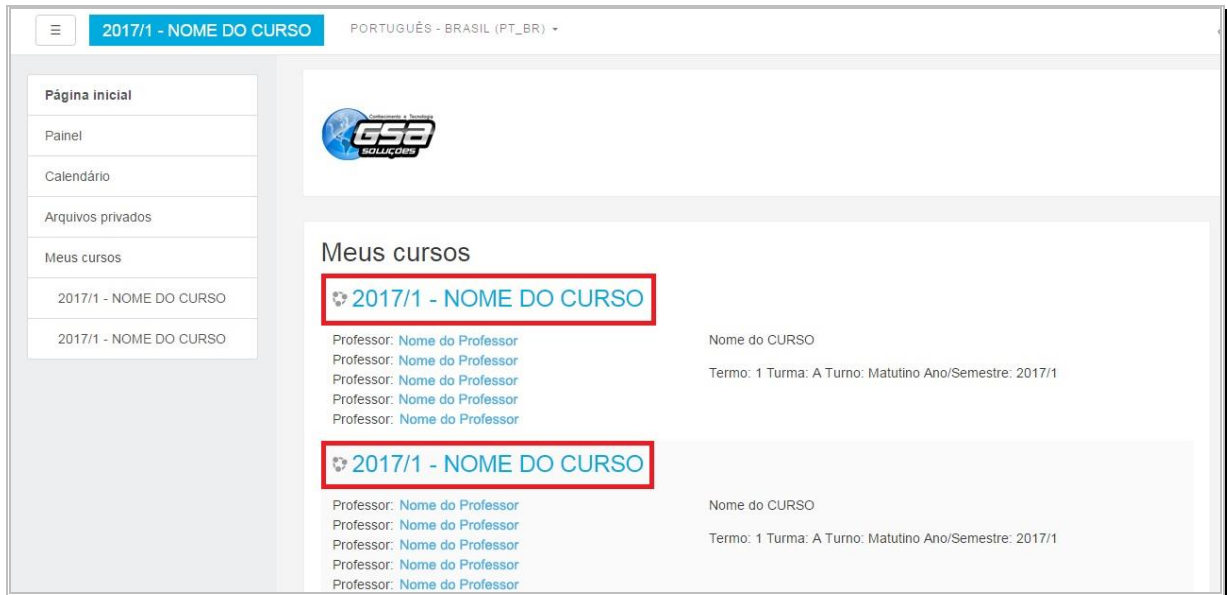 ☰ 2017/1 - NOME DO CURSO PORTUGUÊS - BRASIL (PT_BR)
Página inicial
Painel
Calendário
Arquivos privados
Meus cursos
2017/1 - NOME DO CURSO
2017/1 - NOME DO CURSO
Conhecimento e Tecnologia
GSA
SOLUÇÕES
Meus cursos
2017/1 - NOME DO CURSO
Professor: Nome do Professor
Professor: Nome do Professor
Professor: Nome do Professor
Professor: Nome do Professor
Professor: Nome do Professor
Nome do CURSO
Termo: 1 Turma: A Turno: Matutino Ano/Semestre: 2017/1
2017/1 - NOME DO CURSO
Professor: Nome do Professor
Professor: Nome do Professor
Professor: Nome do Professor
Professor: Nome do Professor
Professor: Nome do Professor
Nome do CURSO
Termo: 1 Turma: A Turno: Matutino Ano/Semestre: 2017/1